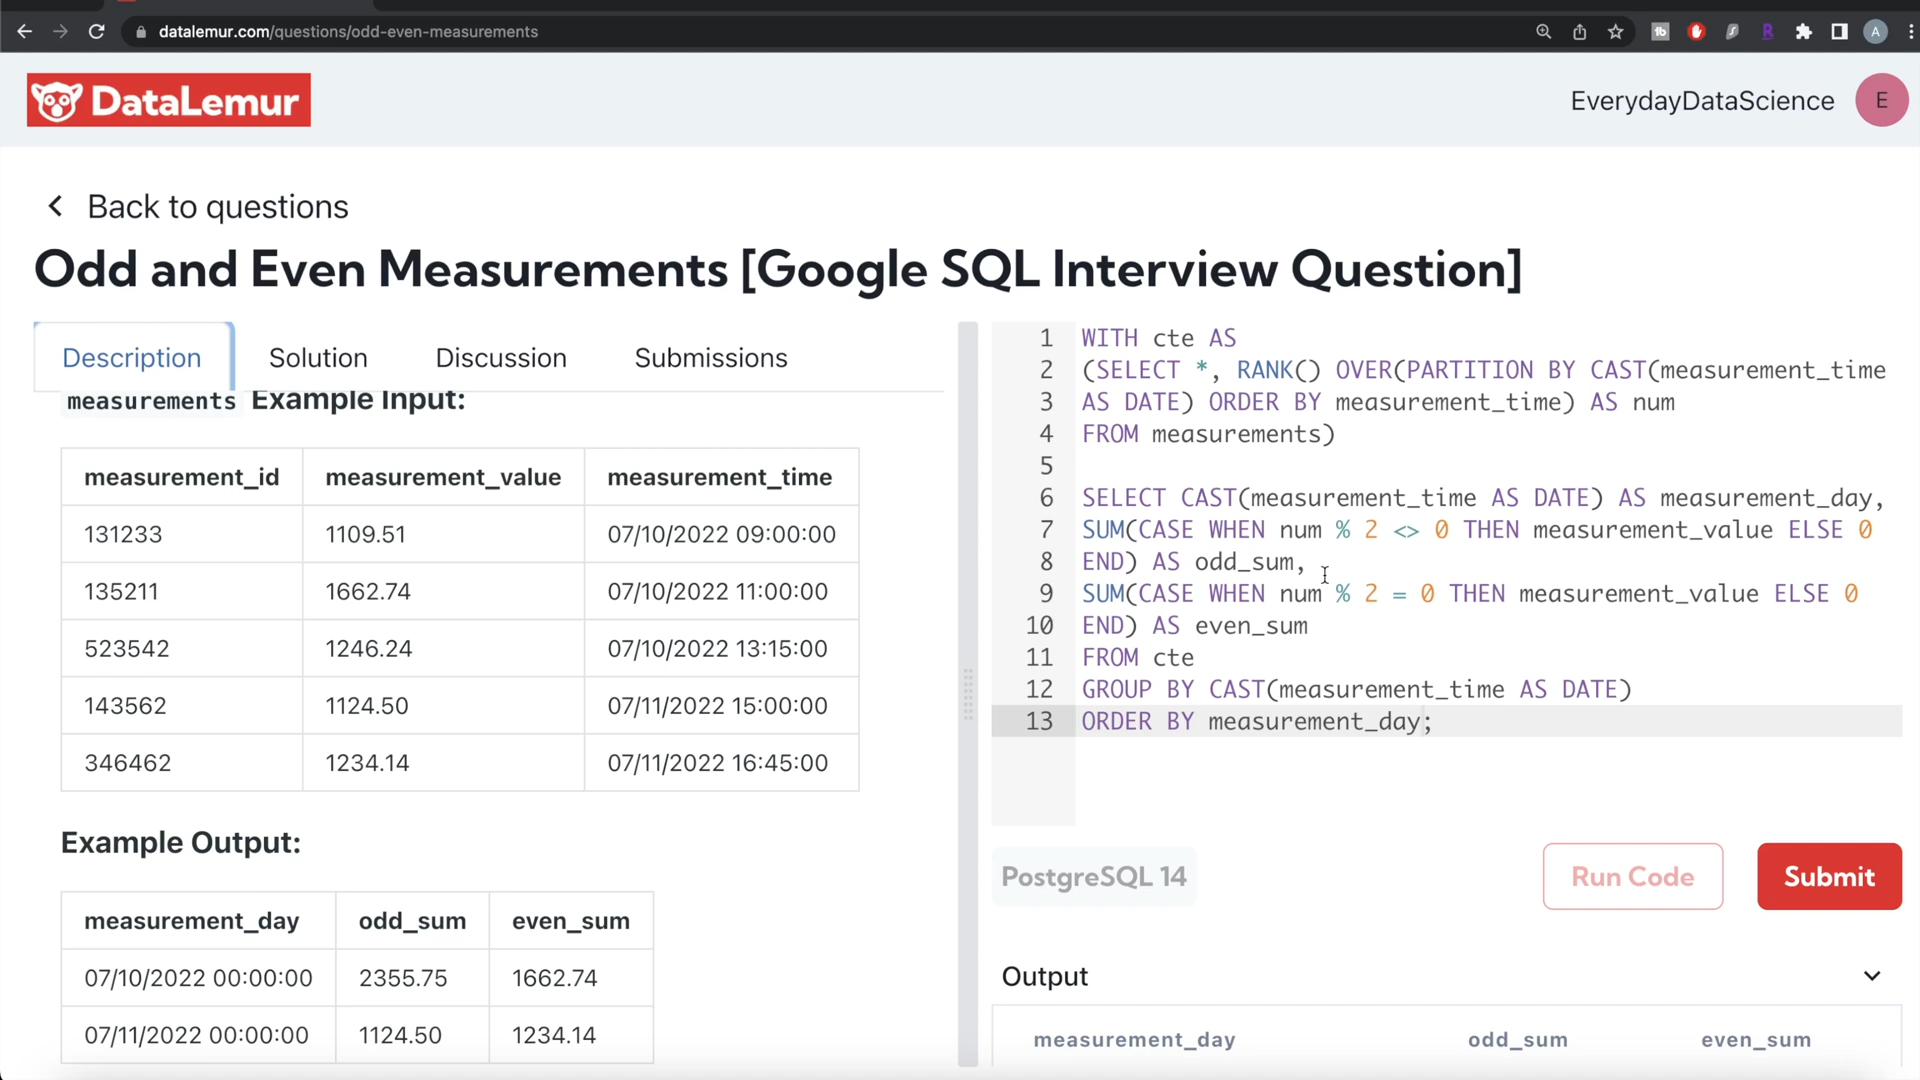 datalemur.com/questions/odd-even-measurements
A
DataLemur
EverydayDataScience
E
Back to questions
Odd and Even Measurements [Google SQL Interview Question]
Description
Solution
Discussion
Submissions
measurements Example Input:
measurement_id measurement_value measurement_time
131233 1109.51 07/10/2022 09:00:00
135211 1662.74 07/10/2022 11:00:00
523542 1246.24 07/10/2022 13:15:00
143562 1124.50 07/11/2022 15:00:00
346462 1234.14 07/11/2022 16:45:00
Example Output:
measurement_day odd_sum even_sum
07/10/2022 00:00:00 2355.75 1662.74
07/11/2022 00:00:00 1124.50 1234.14
1 WITH cte AS
2 (SELECT *, RANK() OVER(PARTITION BY CAST(measurement_time
3 AS DATE) ORDER BY measurement_time) AS num
4 FROM measurements)
5
6 SELECT CAST(measurement_time AS DATE) AS measurement_day,
7 SUM(CASE WHEN num % 2 <> 0 THEN measurement_value ELSE 0
8 END) AS odd_sum,
9 SUM(CASE WHEN num % 2 = 0 THEN measurement_value ELSE 0
10 END) AS even_sum
11 FROM cte
12 GROUP BY CAST(measurement_time AS DATE)
13 ORDER BY measurement_day;
PostgreSQL 14
Run Code
Submit
Output
measurement_day odd_sum even_sum